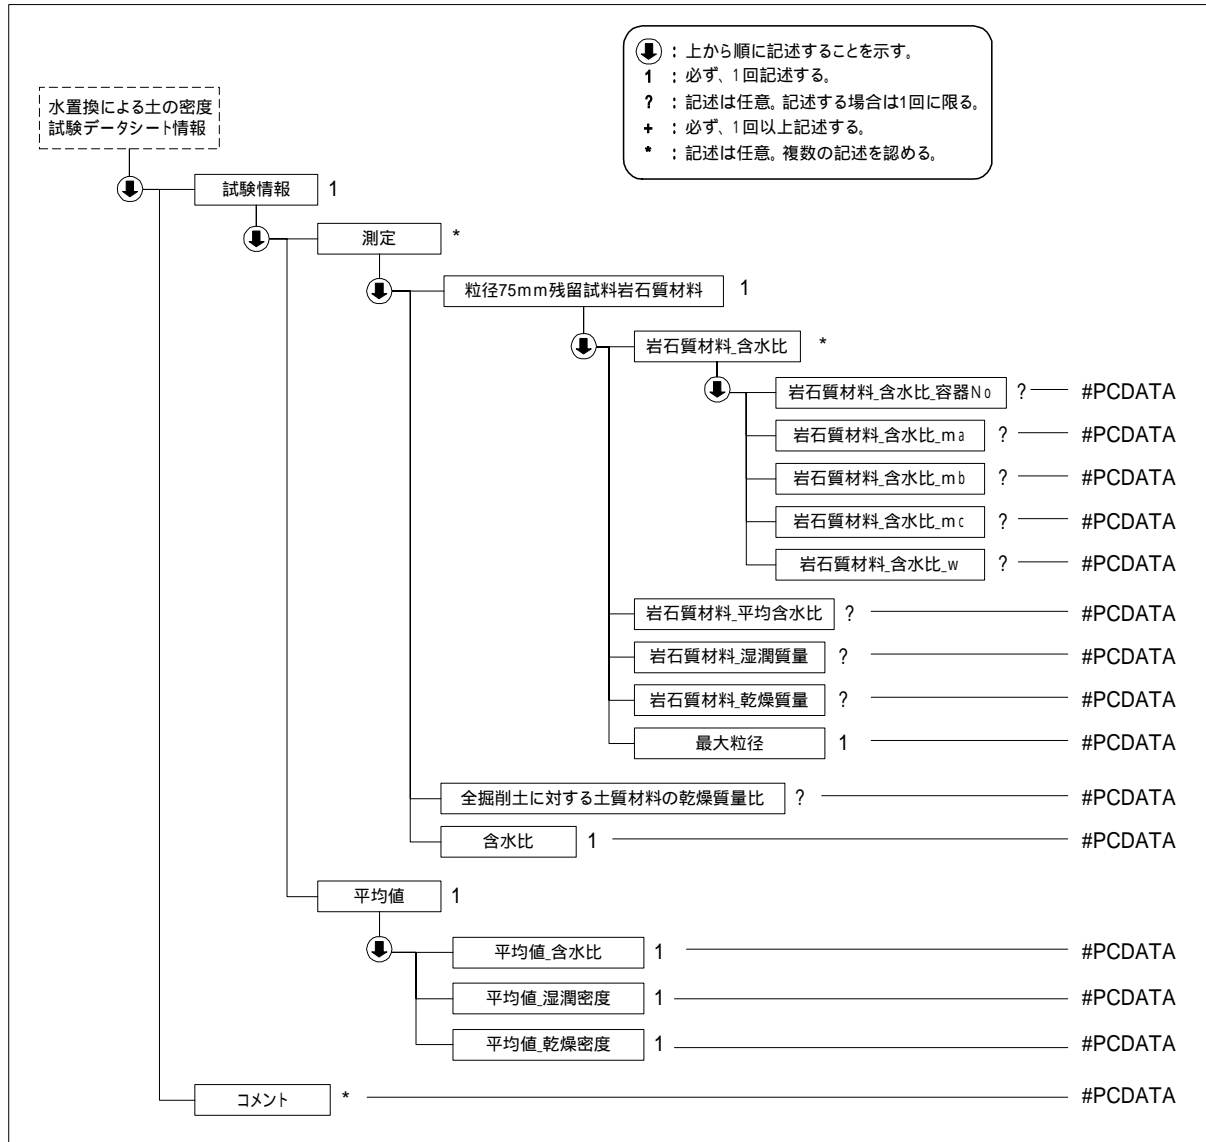 : 上から順に記述することを示す。
1 : 必ず、1回記述する。
? : 記述は任意。記述する場合は1回に限る。
+ : 必ず、1回以上記述する。
* : 記述は任意。複数の記述を認める。
水置換による土の密度
試験データシート情報
試験情報 1
測定 *
粒径75mm残留試料岩石質材料 1
岩石質材料_含水比 *
岩石質材料_含水比_容器No ? #PCDATA
岩石質材料_含水比_ma ? #PCDATA
岩石質材料_含水比_mb ? #PCDATA
岩石質材料_含水比_mc ? #PCDATA
岩石質材料_含水比_w ? #PCDATA
岩石質材料_平均含水比 ? #PCDATA
岩石質材料_湿潤質量 ? #PCDATA
岩石質材料_乾燥質量 ? #PCDATA
最大粒径 1 #PCDATA
全掘削土に対する土質材料の乾燥質量比 ? #PCDATA
含水比 1 #PCDATA
平均値 1
平均値_含水比 1 #PCDATA
平均値_湿潤密度 1 #PCDATA
平均値_乾燥密度 1 #PCDATA
コメント * #PCDATA